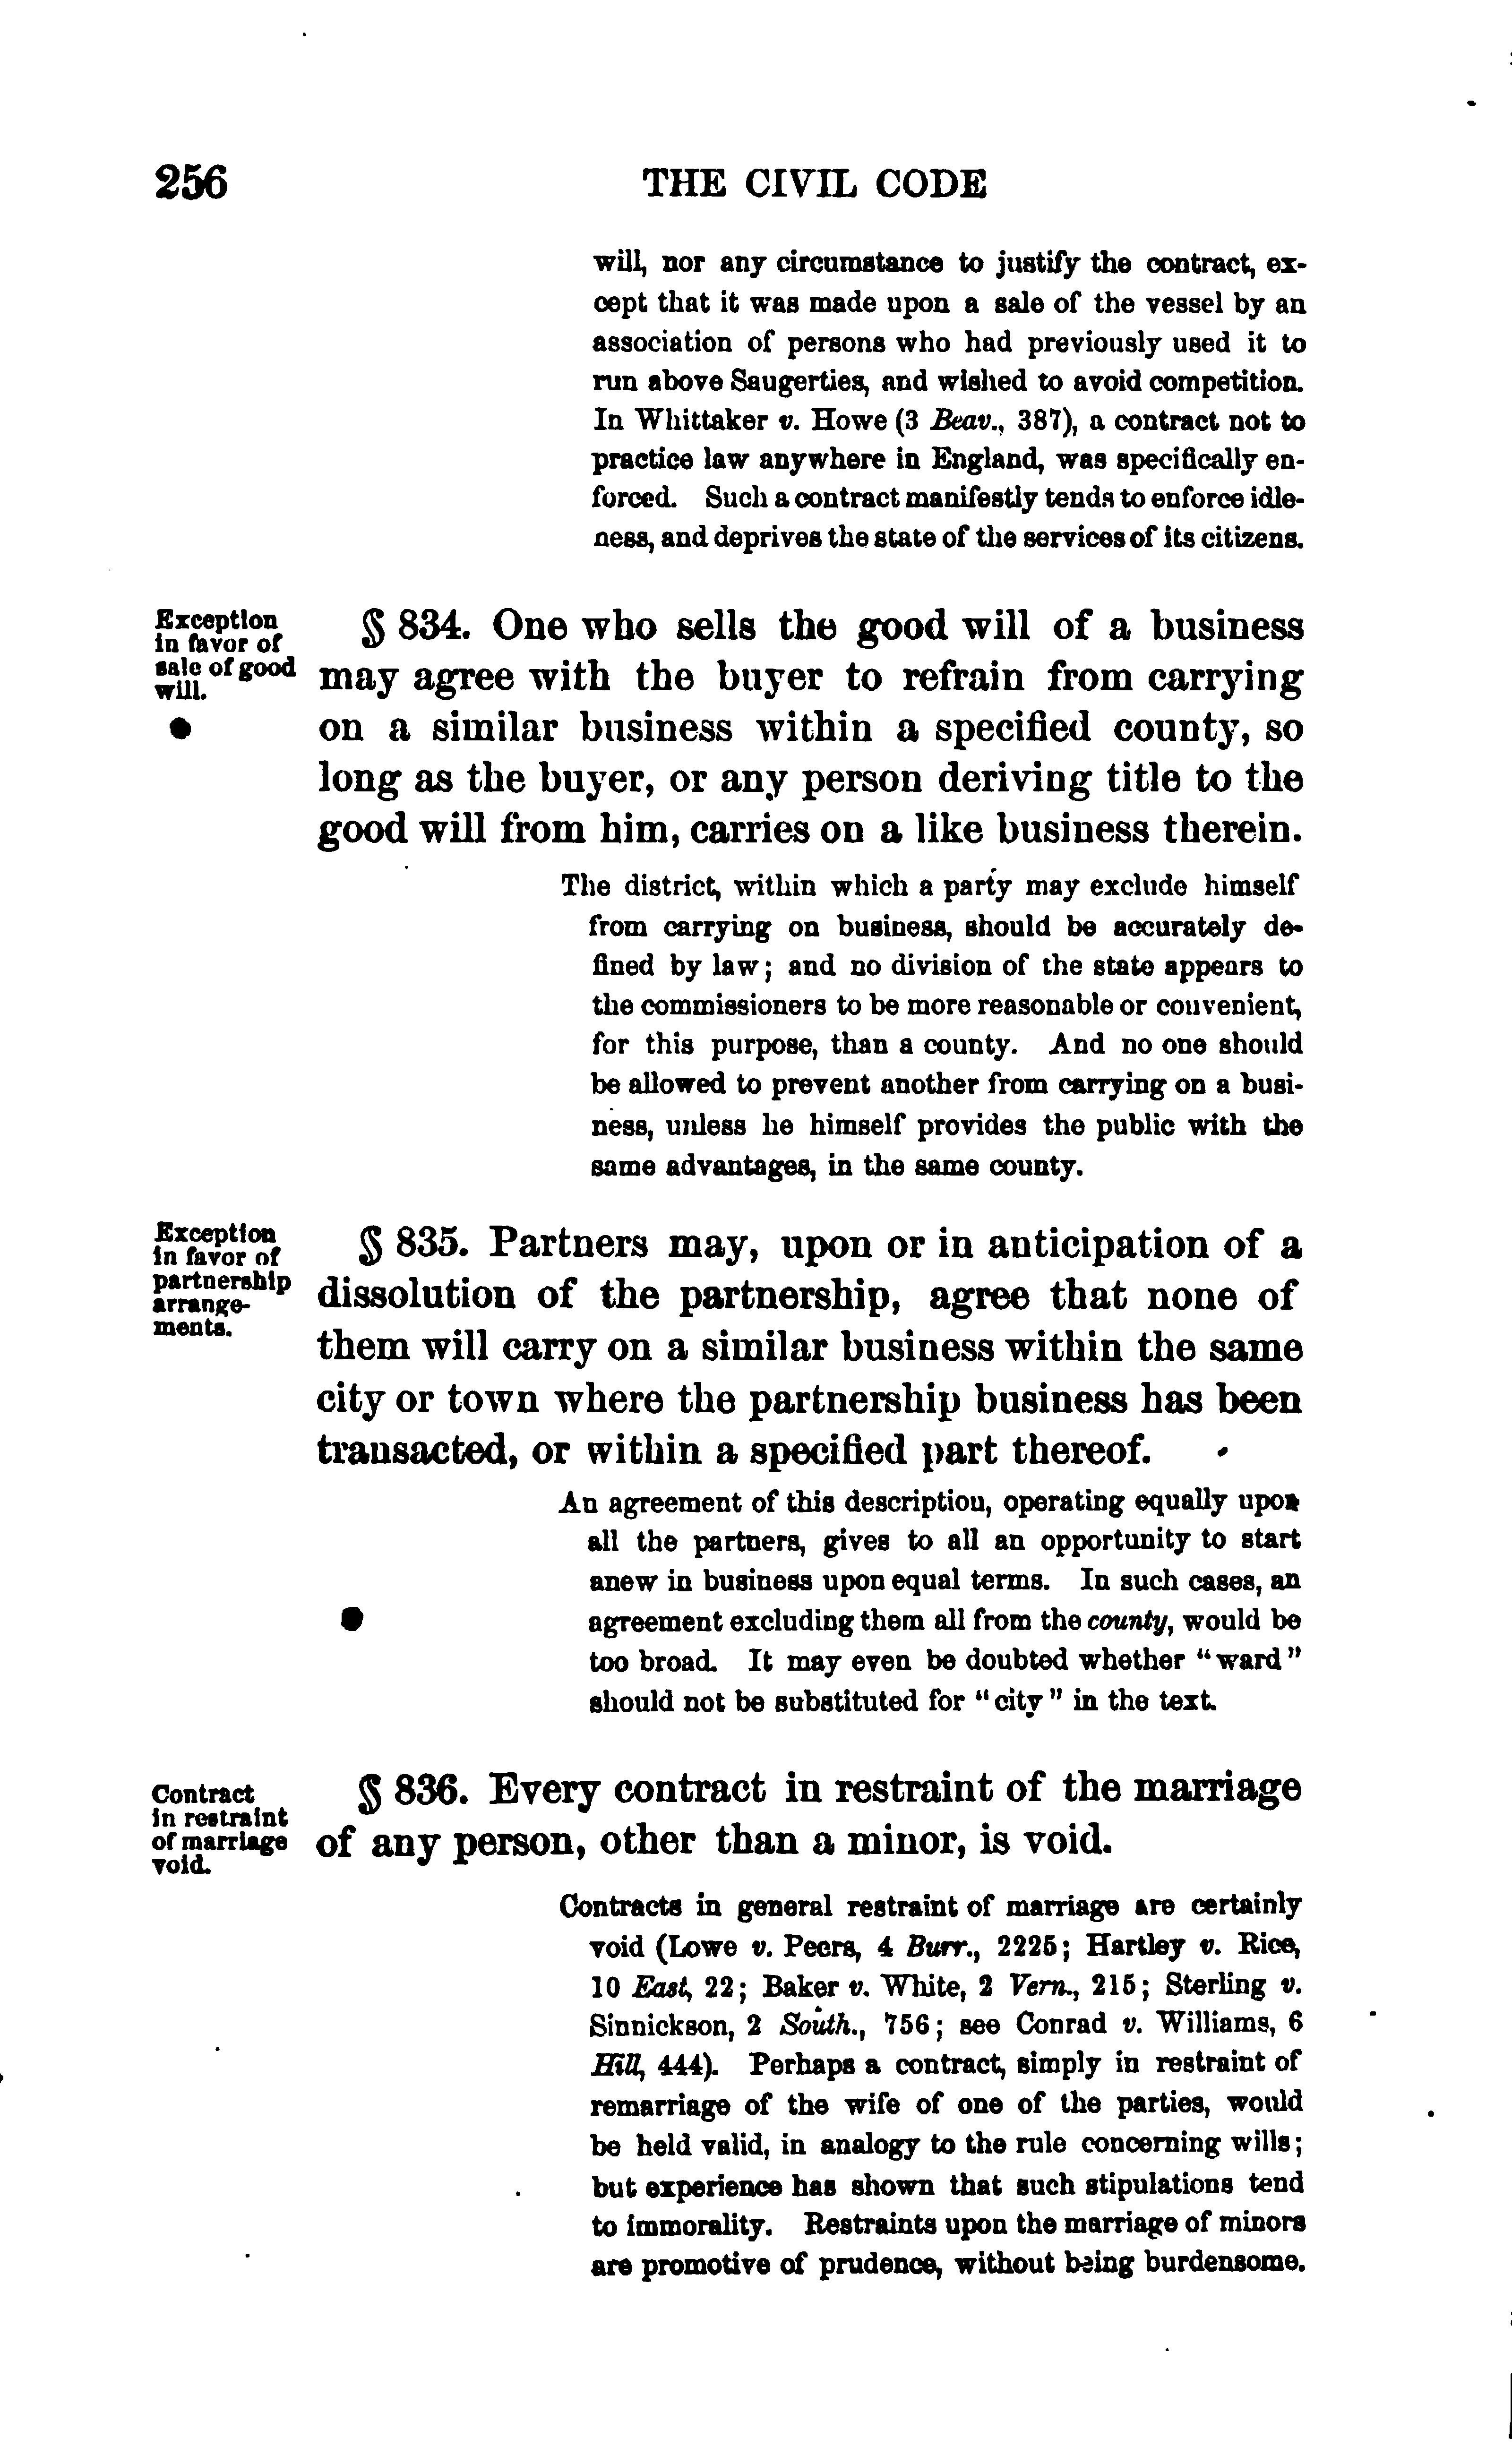 256
THE CIVIL CODE
will, nor any circumstance to justify the contract, ex-
cept that it was made upon a sale of the vessel by an
association of persons who had previously used it to
run above Saugerties, and wished to avoid competition.
In Whittaker v. Howe (3 Beav., 387), a contract not to
practice law anywhere in England, was specifically en-
forced. Such a contract manifestly tends to enforce idle-
ness, and deprives the state of the services of its citizens.
Exception
in favor of
sale of good
will.
§ 834. One who sells the good will of a business
may agree with the buyer to refrain from carrying
on a similar business within a specified county, so
long as the buyer, or any person deriving title to the
good will from him, carries on a like business therein.
The district, within which a party may exclude himself
from carrying on business, should be accurately de-
fined by law; and no division of the state appears to
the commissioners to be more reasonable or convenient,
for this purpose, than a county. And no one should
be allowed to prevent another from carrying on a busi-
ness, unless he himself provides the public with the
same advantages, in the same county.
Exception
in favor of
partnership
arrange-
ments.
§ 835. Partners may, upon or in anticipation of a
dissolution of the partnership, agree that none of
them will carry on a similar business within the same
city or town where the partnership business has been
transacted, or within a specified part thereof.
An agreement of this description, operating equally upon
all the partners, gives to all an opportunity to start
anew in business upon equal terms. In such cases, an
agreement excluding them all from the county, would be
too broad. It may even be doubted whether "ward"
should not be substituted for "city" in the text.
Contract
in restraint
of marriage
void.
§ 836. Every contract in restraint of the marriage
of any person, other than a minor, is void.
Contracts in general restraint of marriage are certainly
void (Lowe v. Peers, 4 Burr., 2225; Hartley v. Rice,
10 East, 22; Baker v. White, 2 Vern., 215; Sterling v.
Sinnickson, 2 South., 756; see Conrad v. Williams, 6
Hill, 444). Perhaps a contract, simply in restraint of
remarriage of the wife of one of the parties, would
be held valid, in analogy to the rule concerning wills;
but experience has shown that such stipulations tend
to immorality. Restraints upon the marriage of minors
are promotive of prudence, without being burdensome.